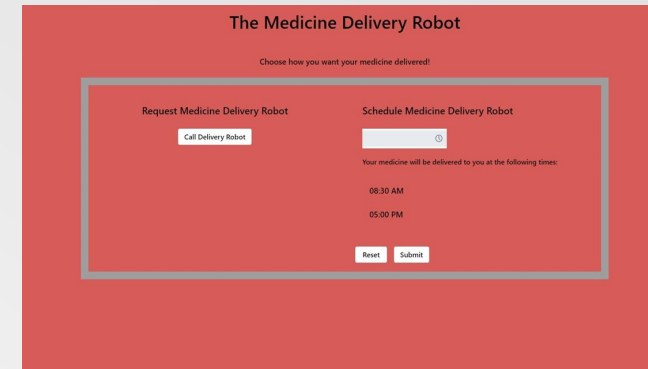 The Medicine Delivery Robot
Choose how you want your medicine delivered!
Request Medicine Delivery Robot
Call Delivery Robot
Schedule Medicine Delivery Robot
Your medicine will be delivered to you at the following times:
08:30 AM
05:00 PM
Reset Submit